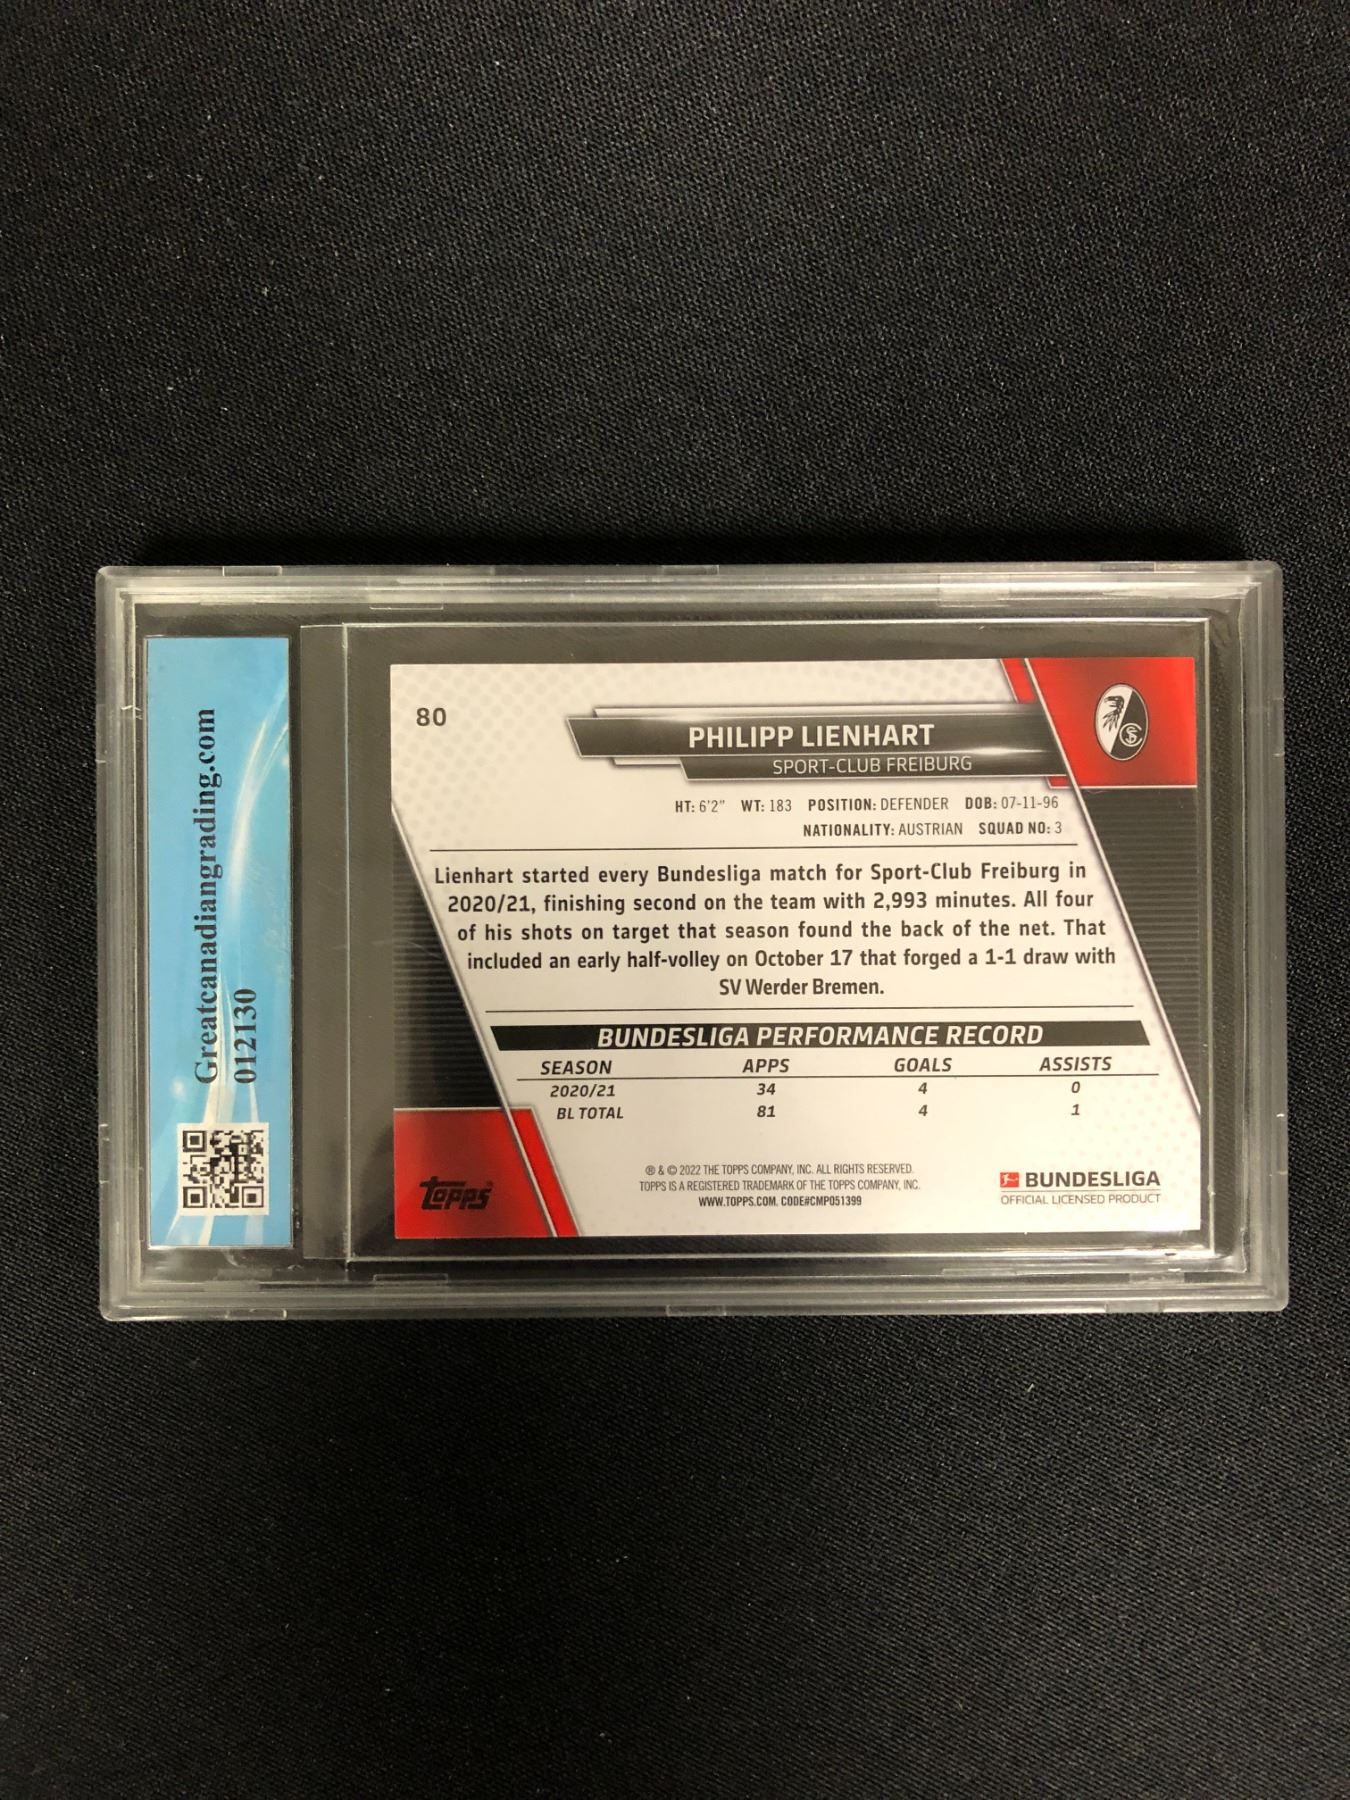 Greatcanadiangrading.com
012130
80
PHILIPP LIENHART
SPORT-CLUB FREIBURG
HT: 6'2" WT: 183 POSITION: DEFENDER DOB: 07-11-96
NATIONALITY: AUSTRIAN SQUAD NO: 3
Lienhart started every Bundesliga match for Sport-Club Freiburg in
2020/21, finishing second on the team with 2,993 minutes. All four
of his shots on target that season found the back of the net. That
included an early half-volley on October 17 that forged a 1-1 draw with
SV Werder Bremen.
BUNDESLIGA PERFORMANCE RECORD
SEASON APPS GOALS ASSISTS
2020/21 34 4 0
BL TOTAL 81 4 1
® & © 2022 THE TOPPS COMPANY, INC. ALL RIGHTS RESERVED.
TOPPS IS A REGISTERED TRADEMARK OF THE TOPPS COMPANY, INC.
WWW.TOPPS.COM. CODE#CMP051399
topps
BUNDESLIGA
OFFICIAL LICENSED PRODUCT